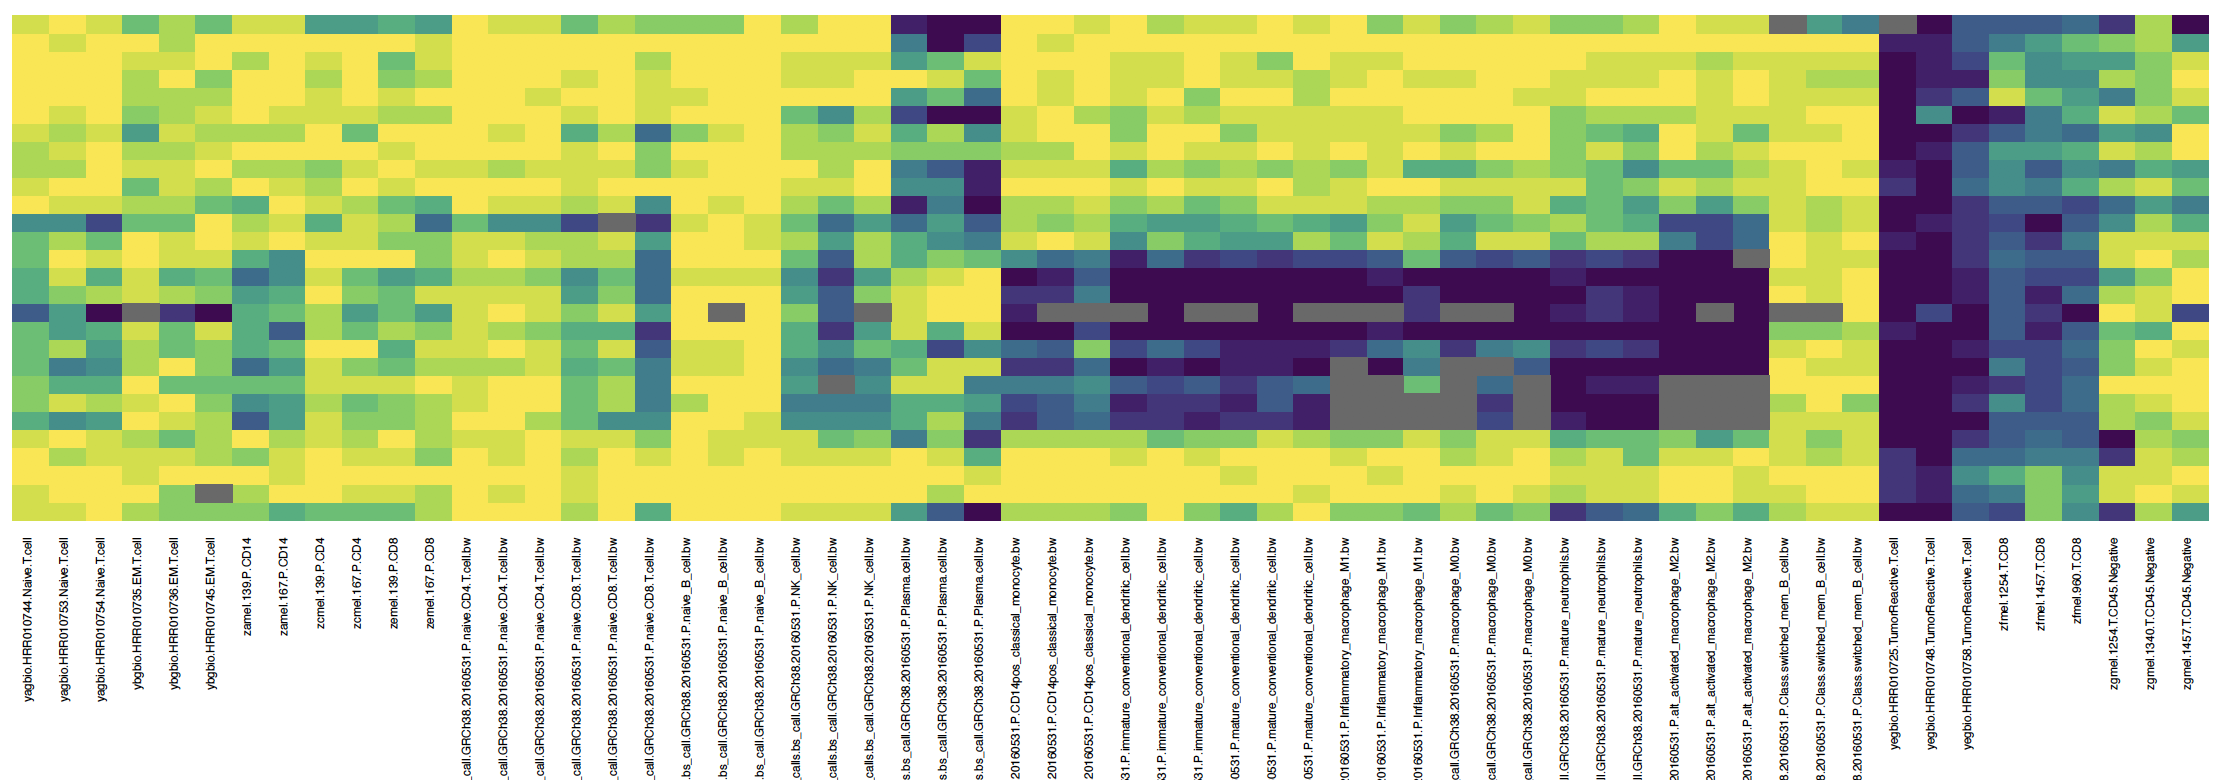 yagbio.HRR010744.Naive.T.cell
yagbio.HRR010753.Naive.T.cell
yagbio.HRR010754.Naive.T.cell
ybgbio.HRR010735.EM.T.cell
ybgbio.HRR010736.EM.T.cell
ybgbio.HRR010745.EM.T.cell
zamel.139.P.CD14
zamel.167.P.CD14
zcmel.139.P.CD4
zcmel.167.P.CD4
zemel.139.P.CD8
zemel.167.P.CD8
_call.GRCh38.20160531.P.naive.CD4.T.cell.bw
_call.GRCh38.20160531.P.naive.CD4.T.cell.bw
_call.GRCh38.20160531.P.naive.CD4.T.cell.bw
_call.GRCh38.20160531.P.naive.CD8.T.cell.bw
_call.GRCh38.20160531.P.naive.CD8.T.cell.bw
_call.GRCh38.20160531.P.naive.CD8.T.cell.bw
.bs_call.GRCh38.20160531.P.naive_B_cell.bw
.bs_call.GRCh38.20160531.P.naive_B_cell.bw
.bs_call.GRCh38.20160531.P.naive_B_cell.bw
_calls.bs_call.GRCh38.20160531.P.NK_cell.bw
_calls.bs_call.GRCh38.20160531.P.NK_cell.bw
_calls.bs_call.GRCh38.20160531.P.NK_cell.bw
s.bs_call.GRCh38.20160531.P.Plasma.cell.bw
s.bs_call.GRCh38.20160531.P.Plasma.cell.bw
s.bs_call.GRCh38.20160531.P.Plasma.cell.bw
20160531.P.CD14pos_classical_monocyte.bw
20160531.P.CD14pos_classical_monocyte.bw
20160531.P.CD14pos_classical_monocyte.bw
31.P.immature_conventional_dendritic_cell.bw
31.P.immature_conventional_dendritic_cell.bw
31.P.immature_conventional_dendritic_cell.bw
0531.P.mature_conventional_dendritic_cell.bw
0531.P.mature_conventional_dendritic_cell.bw
0531.P.mature_conventional_dendritic_cell.bw
20160531.P.Inflammatory_macrophage_M1.bw
20160531.P.Inflammatory_macrophage_M1.bw
20160531.P.Inflammatory_macrophage_M1.bw
call.GRCh38.20160531.P.macrophage_M0.bw
call.GRCh38.20160531.P.macrophage_M0.bw
call.GRCh38.20160531.P.macrophage_M0.bw
ll.GRCh38.20160531.P.mature_neutrophils.bw
ll.GRCh38.20160531.P.mature_neutrophils.bw
ll.GRCh38.20160531.P.mature_neutrophils.bw
20160531.P.alt_activated_macrophage_M2.bw
20160531.P.alt_activated_macrophage_M2.bw
20160531.P.alt_activated_macrophage_M2.bw
8.20160531.P.Class.switched_mem_B_cell.bw
8.20160531.P.Class.switched_mem_B_cell.bw
8.20160531.P.Class.switched_mem_B_cell.bw
yegbio.HRR010725.TumorReactive.T.cell
yegbio.HRR010748.TumorReactive.T.cell
yegbio.HRR010758.TumorReactive.T.cell
zfmel.1254.T.CD8
zfmel.1457.T.CD8
zfmel.960.T.CD8
zgmel.1254.T.CD45.Negative
zgmel.1340.T.CD45.Negative
zgmel.1457.T.CD45.Negative